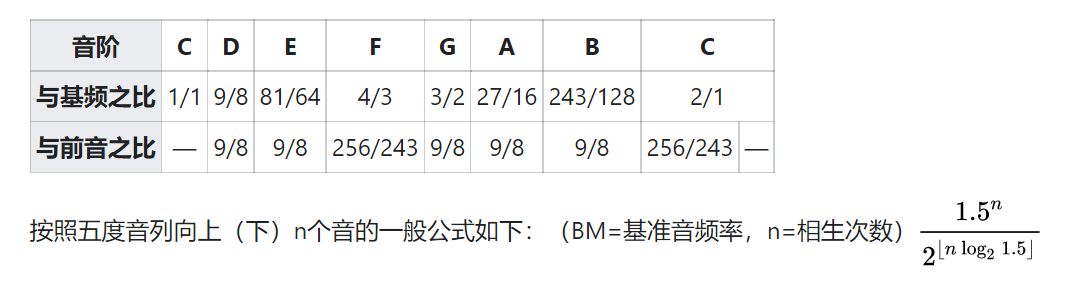 音阶 C D E F G A B C
与基频之比 1/1 9/8 81/64 4/3 3/2 27/16 243/128 2/1
与前音之比 — 9/8 9/8 256/243 9/8 9/8 9/8 256/243 —
按照五度音列向上（下）n个音的一般公式如下：（BM=基准音频率，n=相生次数）\frac{1.5^n}{2^{\lfloor n \log_2 1.5 \rfloor}}